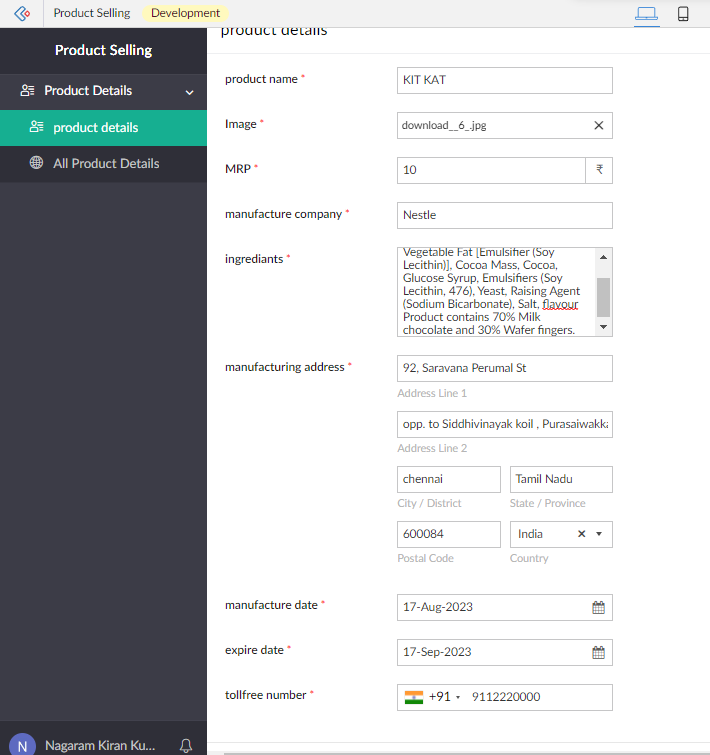 Product Selling
Development
Product Selling
Product Details
product details
All Product Details
Nagaram Kiran Ku...
N
product details
product name *
KIT KAT
Image *
download__6_.jpg
MRP *
10
₹
manufacture company *
Nestle
ingrediants *
Vegetable Fat [Emulsifier (Soy
Lecithin)], Cocoa Mass, Cocoa,
Glucose Syrup, Emulsifiers (Soy
Lecithin, 476), Yeast, Raising Agent
(Sodium Bicarbonate), Salt, flavour
Product contains 70% Milk
chocolate and 30% Wafer fingers.
manufacturing address *
92, Saravana Perumal St
Address Line 1
opp. to Siddhivinayak koil , Purasaiwakka
Address Line 2
chennai
Tamil Nadu
City / District
State / Province
600084
India
Postal Code
Country
manufacture date *
17-Aug-2023
expire date *
17-Sep-2023
tollfree number *
+91
9112220000